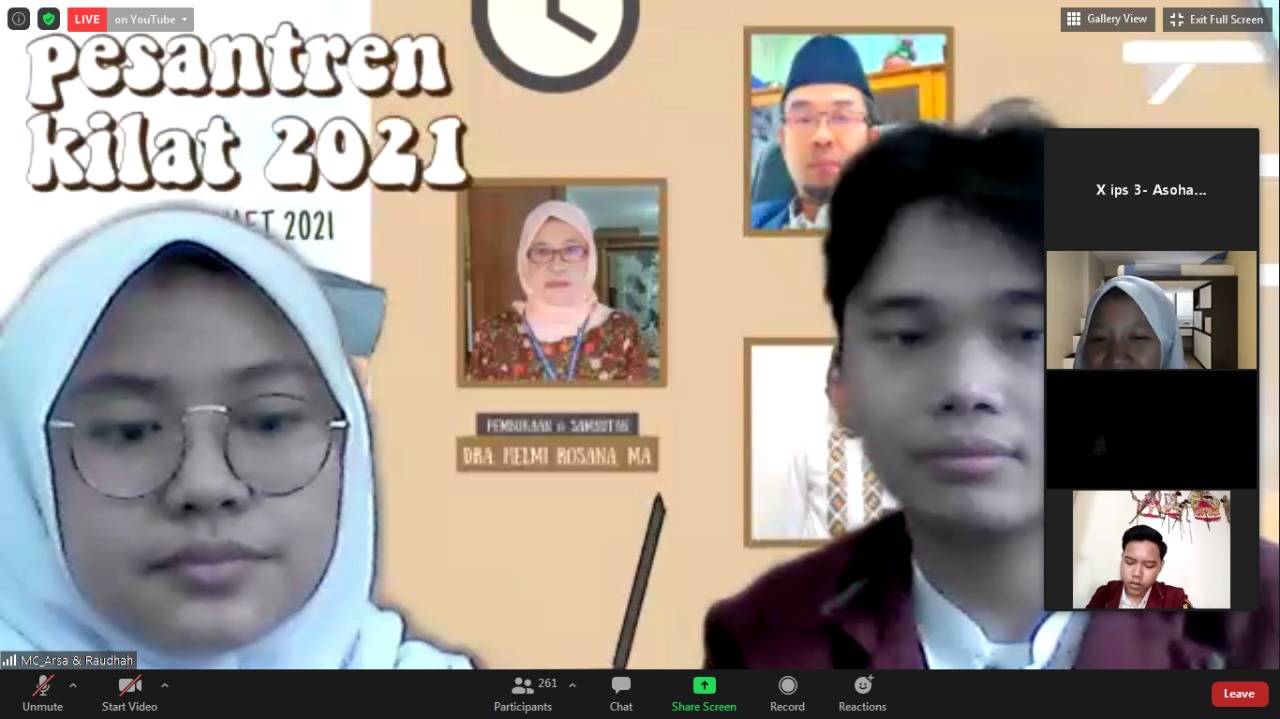 LIVE on YouTube
Gallery View
Exit Full Screen
pesantren
kilat 2021
MET 2021
X ips 3- Asoha...
PEMBUKAAN & SAMBUTAN
DRA. HELMI ROSANA, MA
MC_Arsa & Raudhah
Unmute
Start Video
261
Participants
Chat
Share Screen
Record
Reactions
Leave